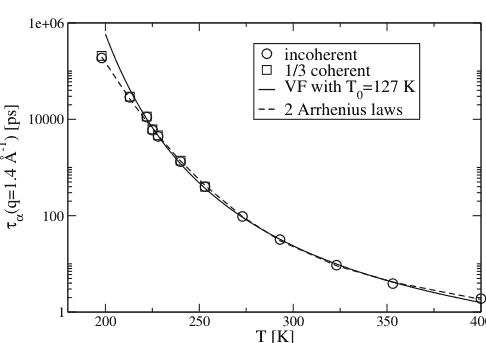 1e+06
10000
100
1
τα(q=1.4 Å-1) [ps]
incoherent
1/3 coherent
VF with T0=127 K
2 Arrhenius laws
200 250 300 350 40
T [K]